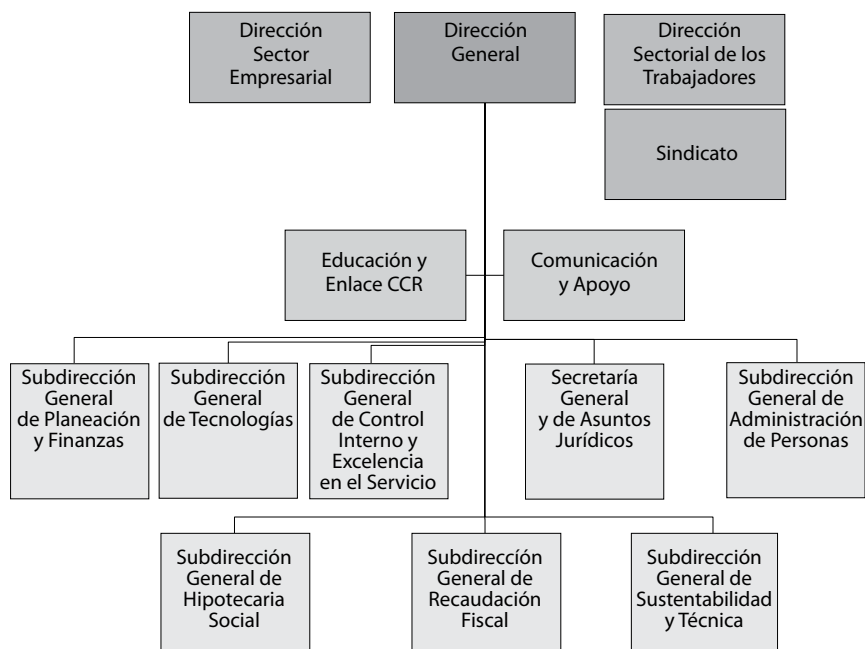 Dirección
Sector
Empresarial
Dirección
General
Dirección
Sectorial de los
Trabajadores
Sindicato
Educación y
Enlace CCR
Comunicación
y Apoyo
Subdirección
General
de Planeación
y Finanzas
Subdirección
General
de Tecnologías
Subdirección
General
de Control
Interno y
Excelencia
en el Servicio
Secretaría
General
y de Asuntos
Jurídicos
Subdirección
General de
Administración
de Personas
Subdirección
General de
Hipotecaria
Social
Subdireccíón
General de
Recaudación
Fiscal
Subdirección
General de
Sustentabilidad
y Técnica